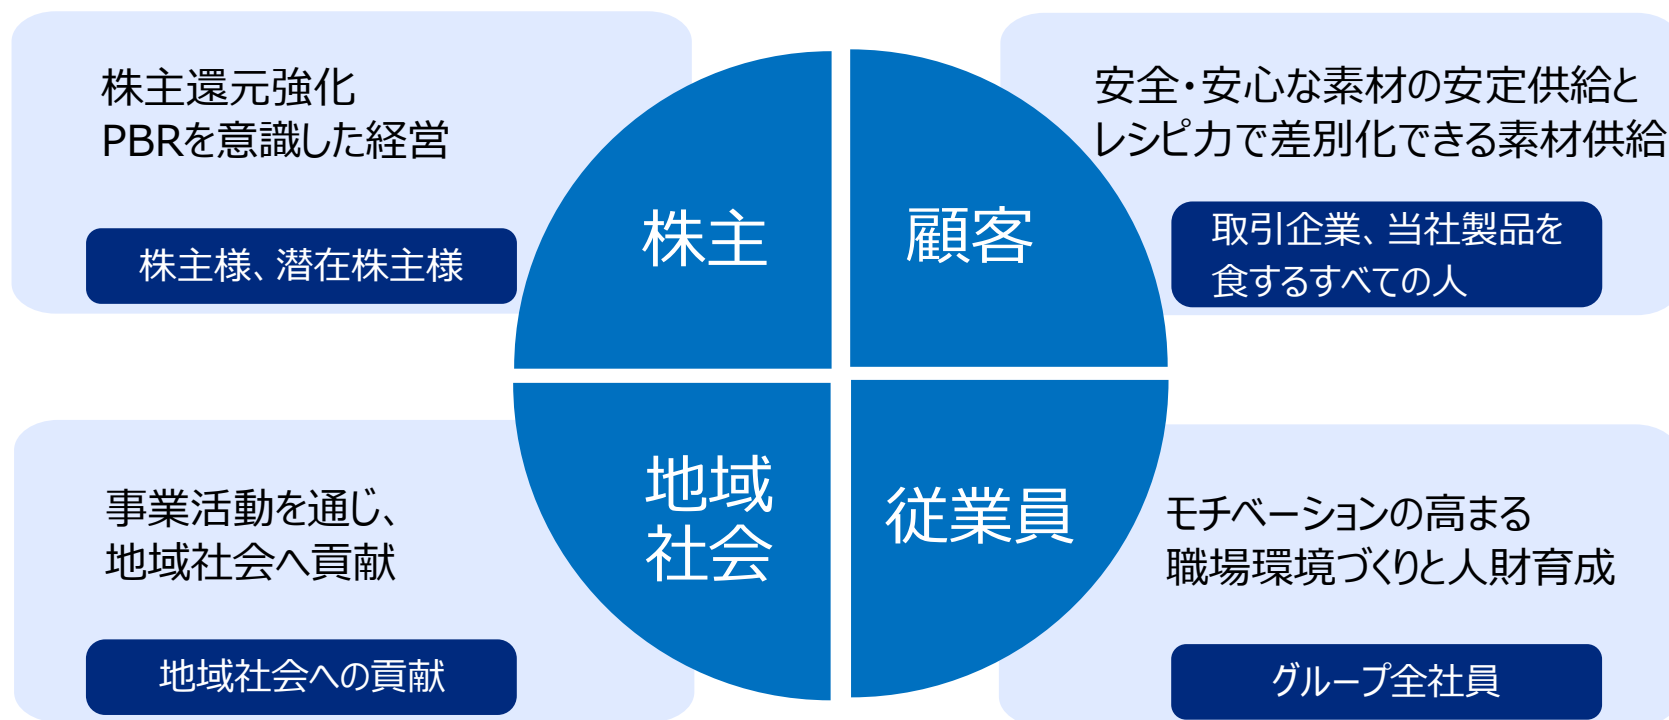 株主還元強化
PBRを意識した経営
株主様、潜在株主様
株主
顧客
安全・安心な素材の安定供給と
レシピ力で差別化できる素材供給
取引企業、当社製品を
食するすべての人
事業活動を通じ、
地域社会へ貢献
地域社会への貢献
地域
社会
従業員
モチベーションの高まる
職場環境づくりと人財育成
グループ全社員